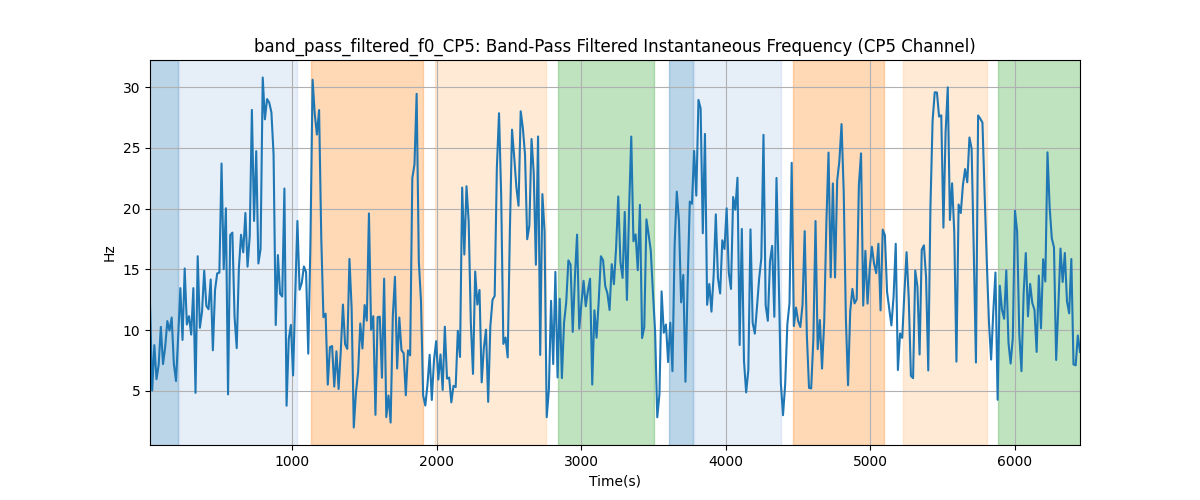 band_pass_filtered_f0_CP5: Band-Pass Filtered Instantaneous Frequency (CP5 Channel)
30
25
20
15
10
5
Hz
1000 2000 3000 4000 5000 6000
Time(s)